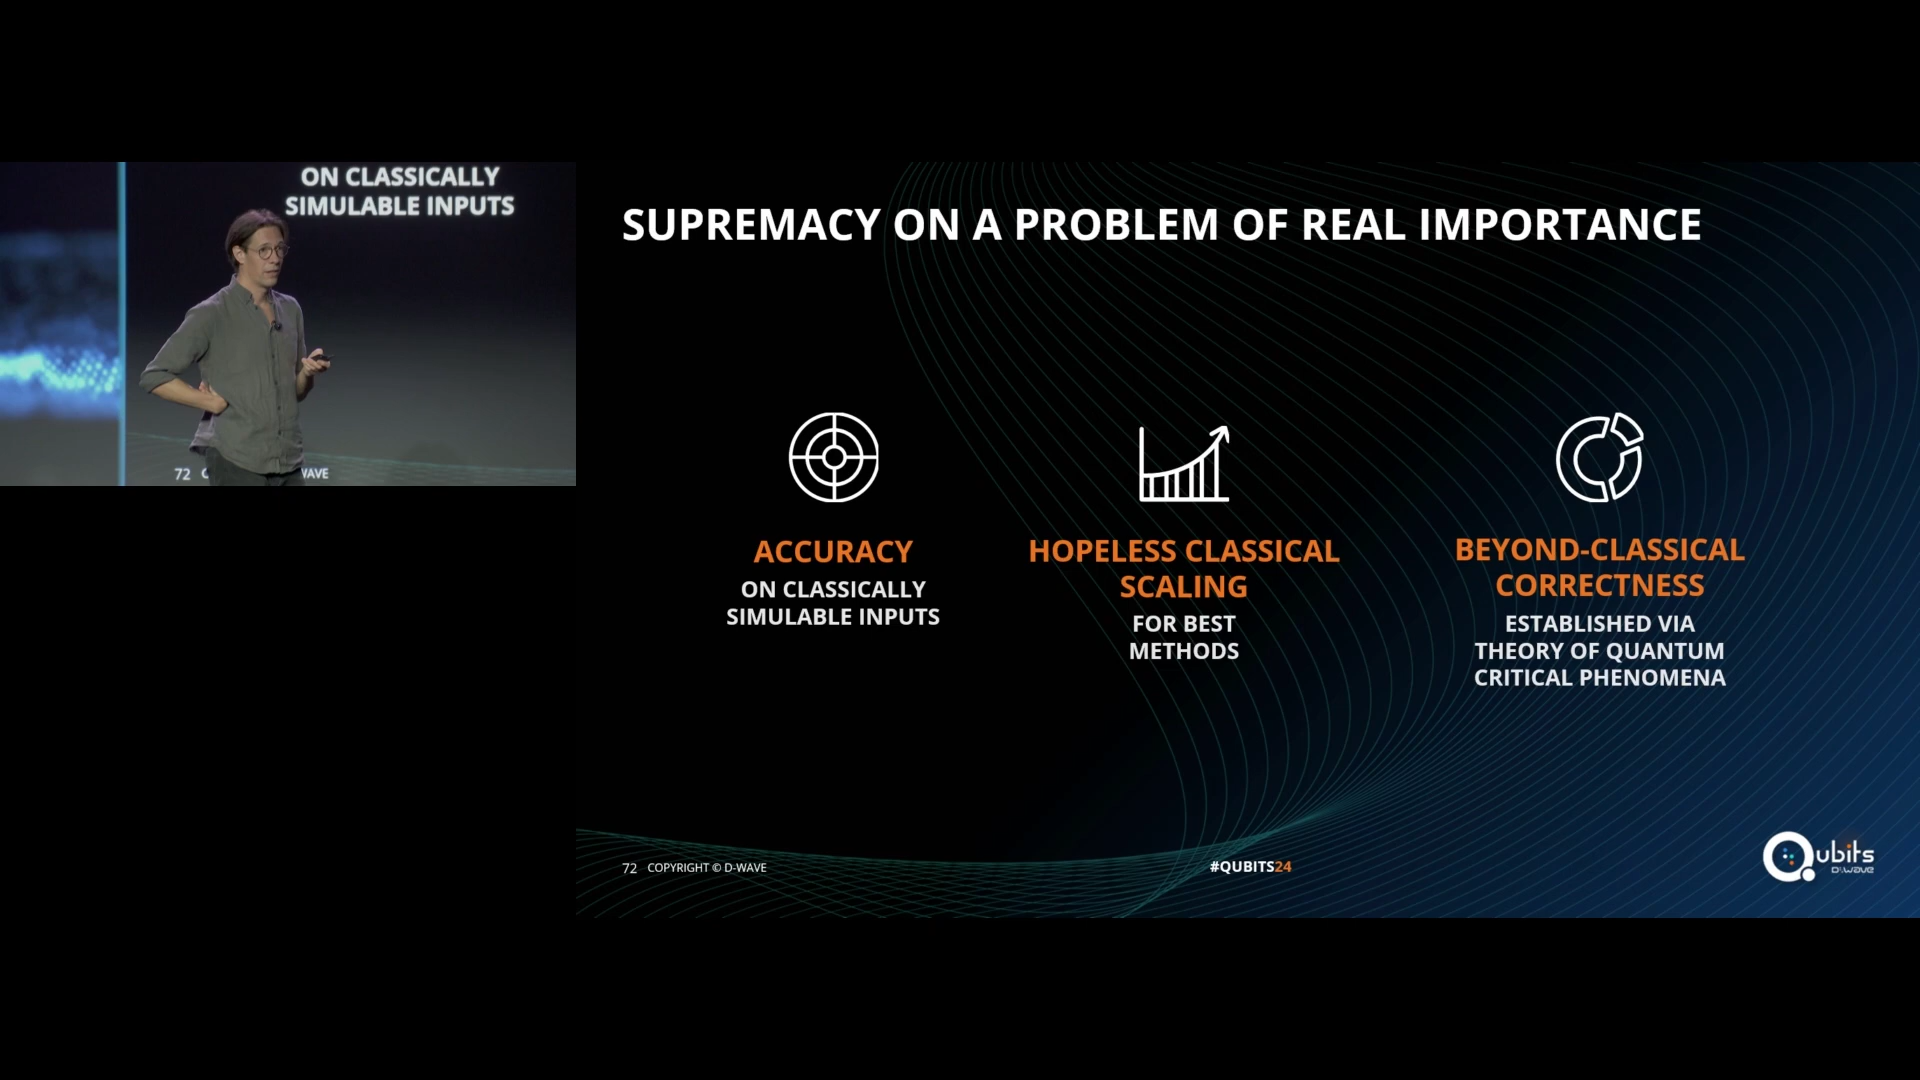 ON CLASSICALLY
SIMULABLE INPUTS
72 C
WAVE
SUPREMACY ON A PROBLEM OF REAL IMPORTANCE
ACCURACY
ON CLASSICALLY
SIMULABLE INPUTS
HOPELESS CLASSICAL
SCALING
FOR BEST
METHODS
BEYOND-CLASSICAL
CORRECTNESS
ESTABLISHED VIA
THEORY OF QUANTUM
CRITICAL PHENOMENA
72 COPYRIGHT © D-WAVE
#QUBITS24
Qubits
D:WAVE